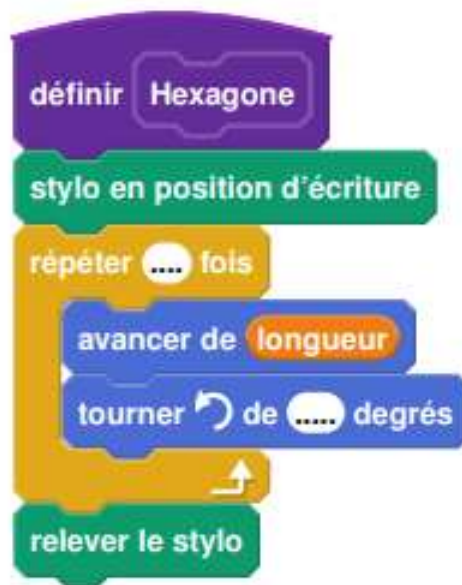 définir Hexagone
stylo en position d'écriture
répéter .... fois
avancer de longueur
tourner de ..... degrés
relever le stylo